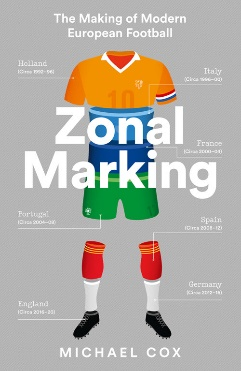 The Making of Modern
European Football
Holland
(Circa 1992–96)
Italy
(Circa 1996–00)
10
Zonal
Marking
France
(Circa 2000–04)
Portugal
(Circa 2004–08)
Spain
(Circa 2008–12)
Germany
(Circa 2012–16)
England
(Circa 2016–20)
MICHAEL COX